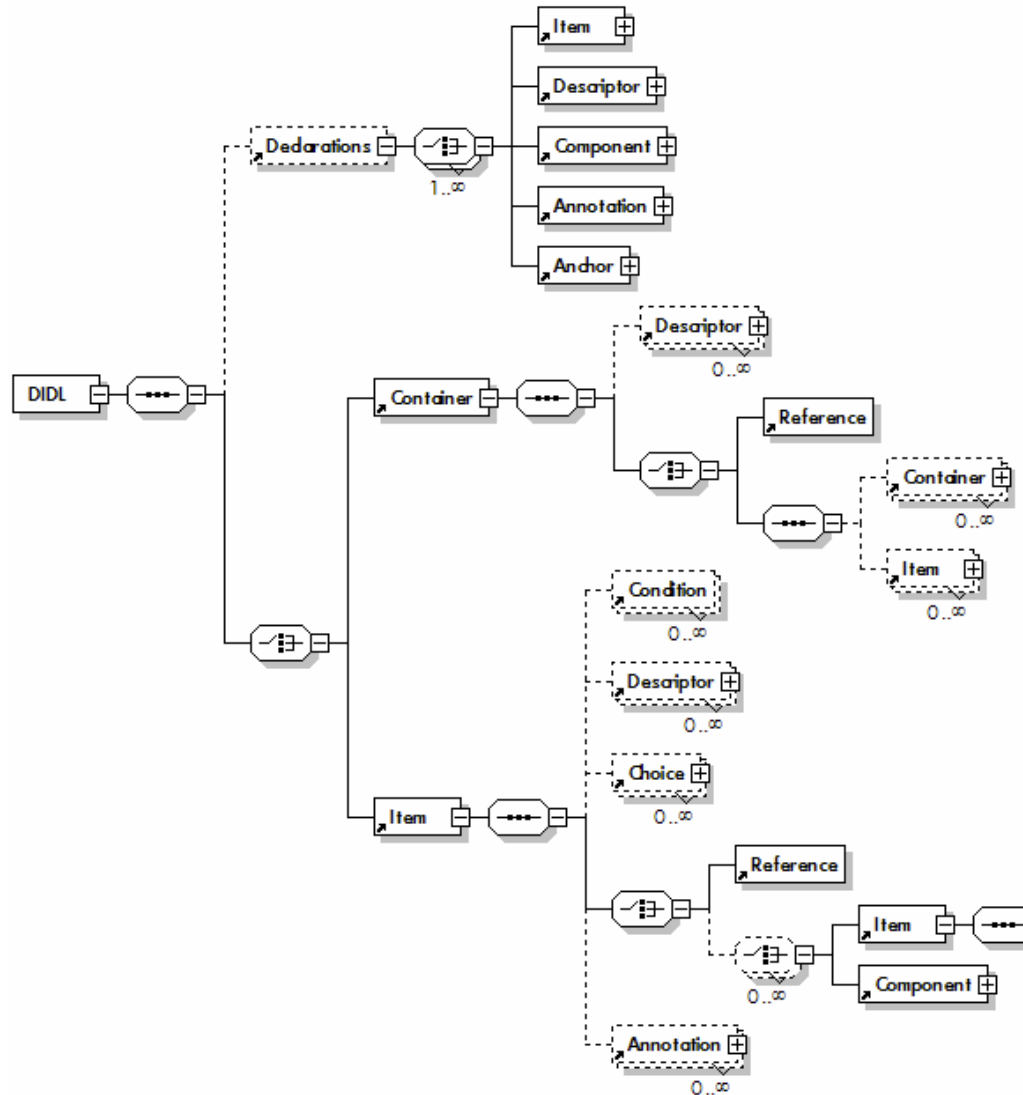 Item
Descriptor
Declarations
Component
1..∞
Annotation
Anchor
Descriptor
0..∞
DIDL
Container
Reference
Container
0..∞
Item
0..∞
Condition
0..∞
Descriptor
0..∞
Choice
0..∞
Item
Reference
Item
Component
0..∞
Annotation
0..∞